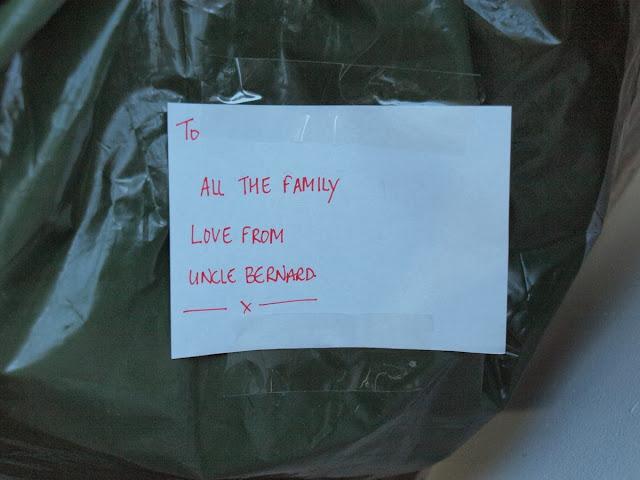 To
ALL THE FAMILY
LOVE FROM
UNCLE BERNARD
— x —